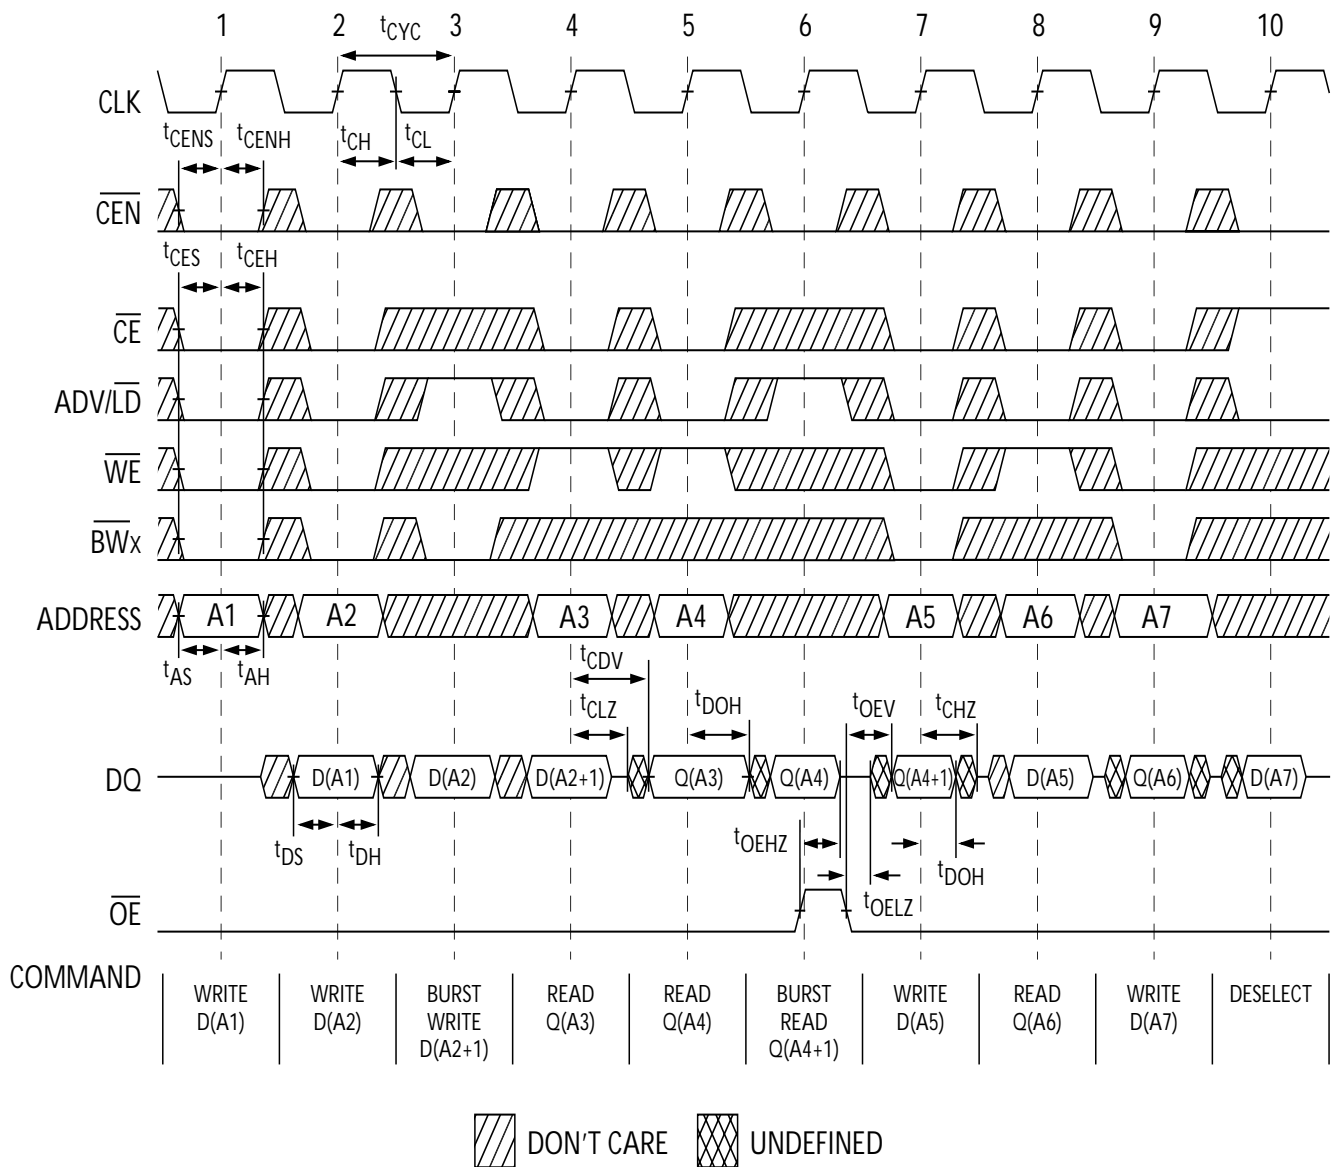 1 2 3 4 5 6 7 8 9 10
tCYC
CLK
tCENS tCENH tCH tCL
CEN
tCES tCEH
CE
ADV/LD
WE
BWx
ADDRESS A1 A2 A3 A4 A5 A6 A7
tAS tAH tCDV
tCLZ tDOH tOEV tCHZ
DQ D(A1) D(A2) D(A2+1) Q(A3) Q(A4) Q(A4+1) D(A5) Q(A6) D(A7)
tDS tDH tOEHZ tDOH
tOELZ
OE
COMMAND
WRITE
D(A1)
WRITE
D(A2)
BURST
WRITE
D(A2+1)
READ
Q(A3)
READ
Q(A4)
BURST
READ
Q(A4+1)
WRITE
D(A5)
READ
Q(A6)
WRITE
D(A7)
DESELECT
DON'T CARE UNDEFINED